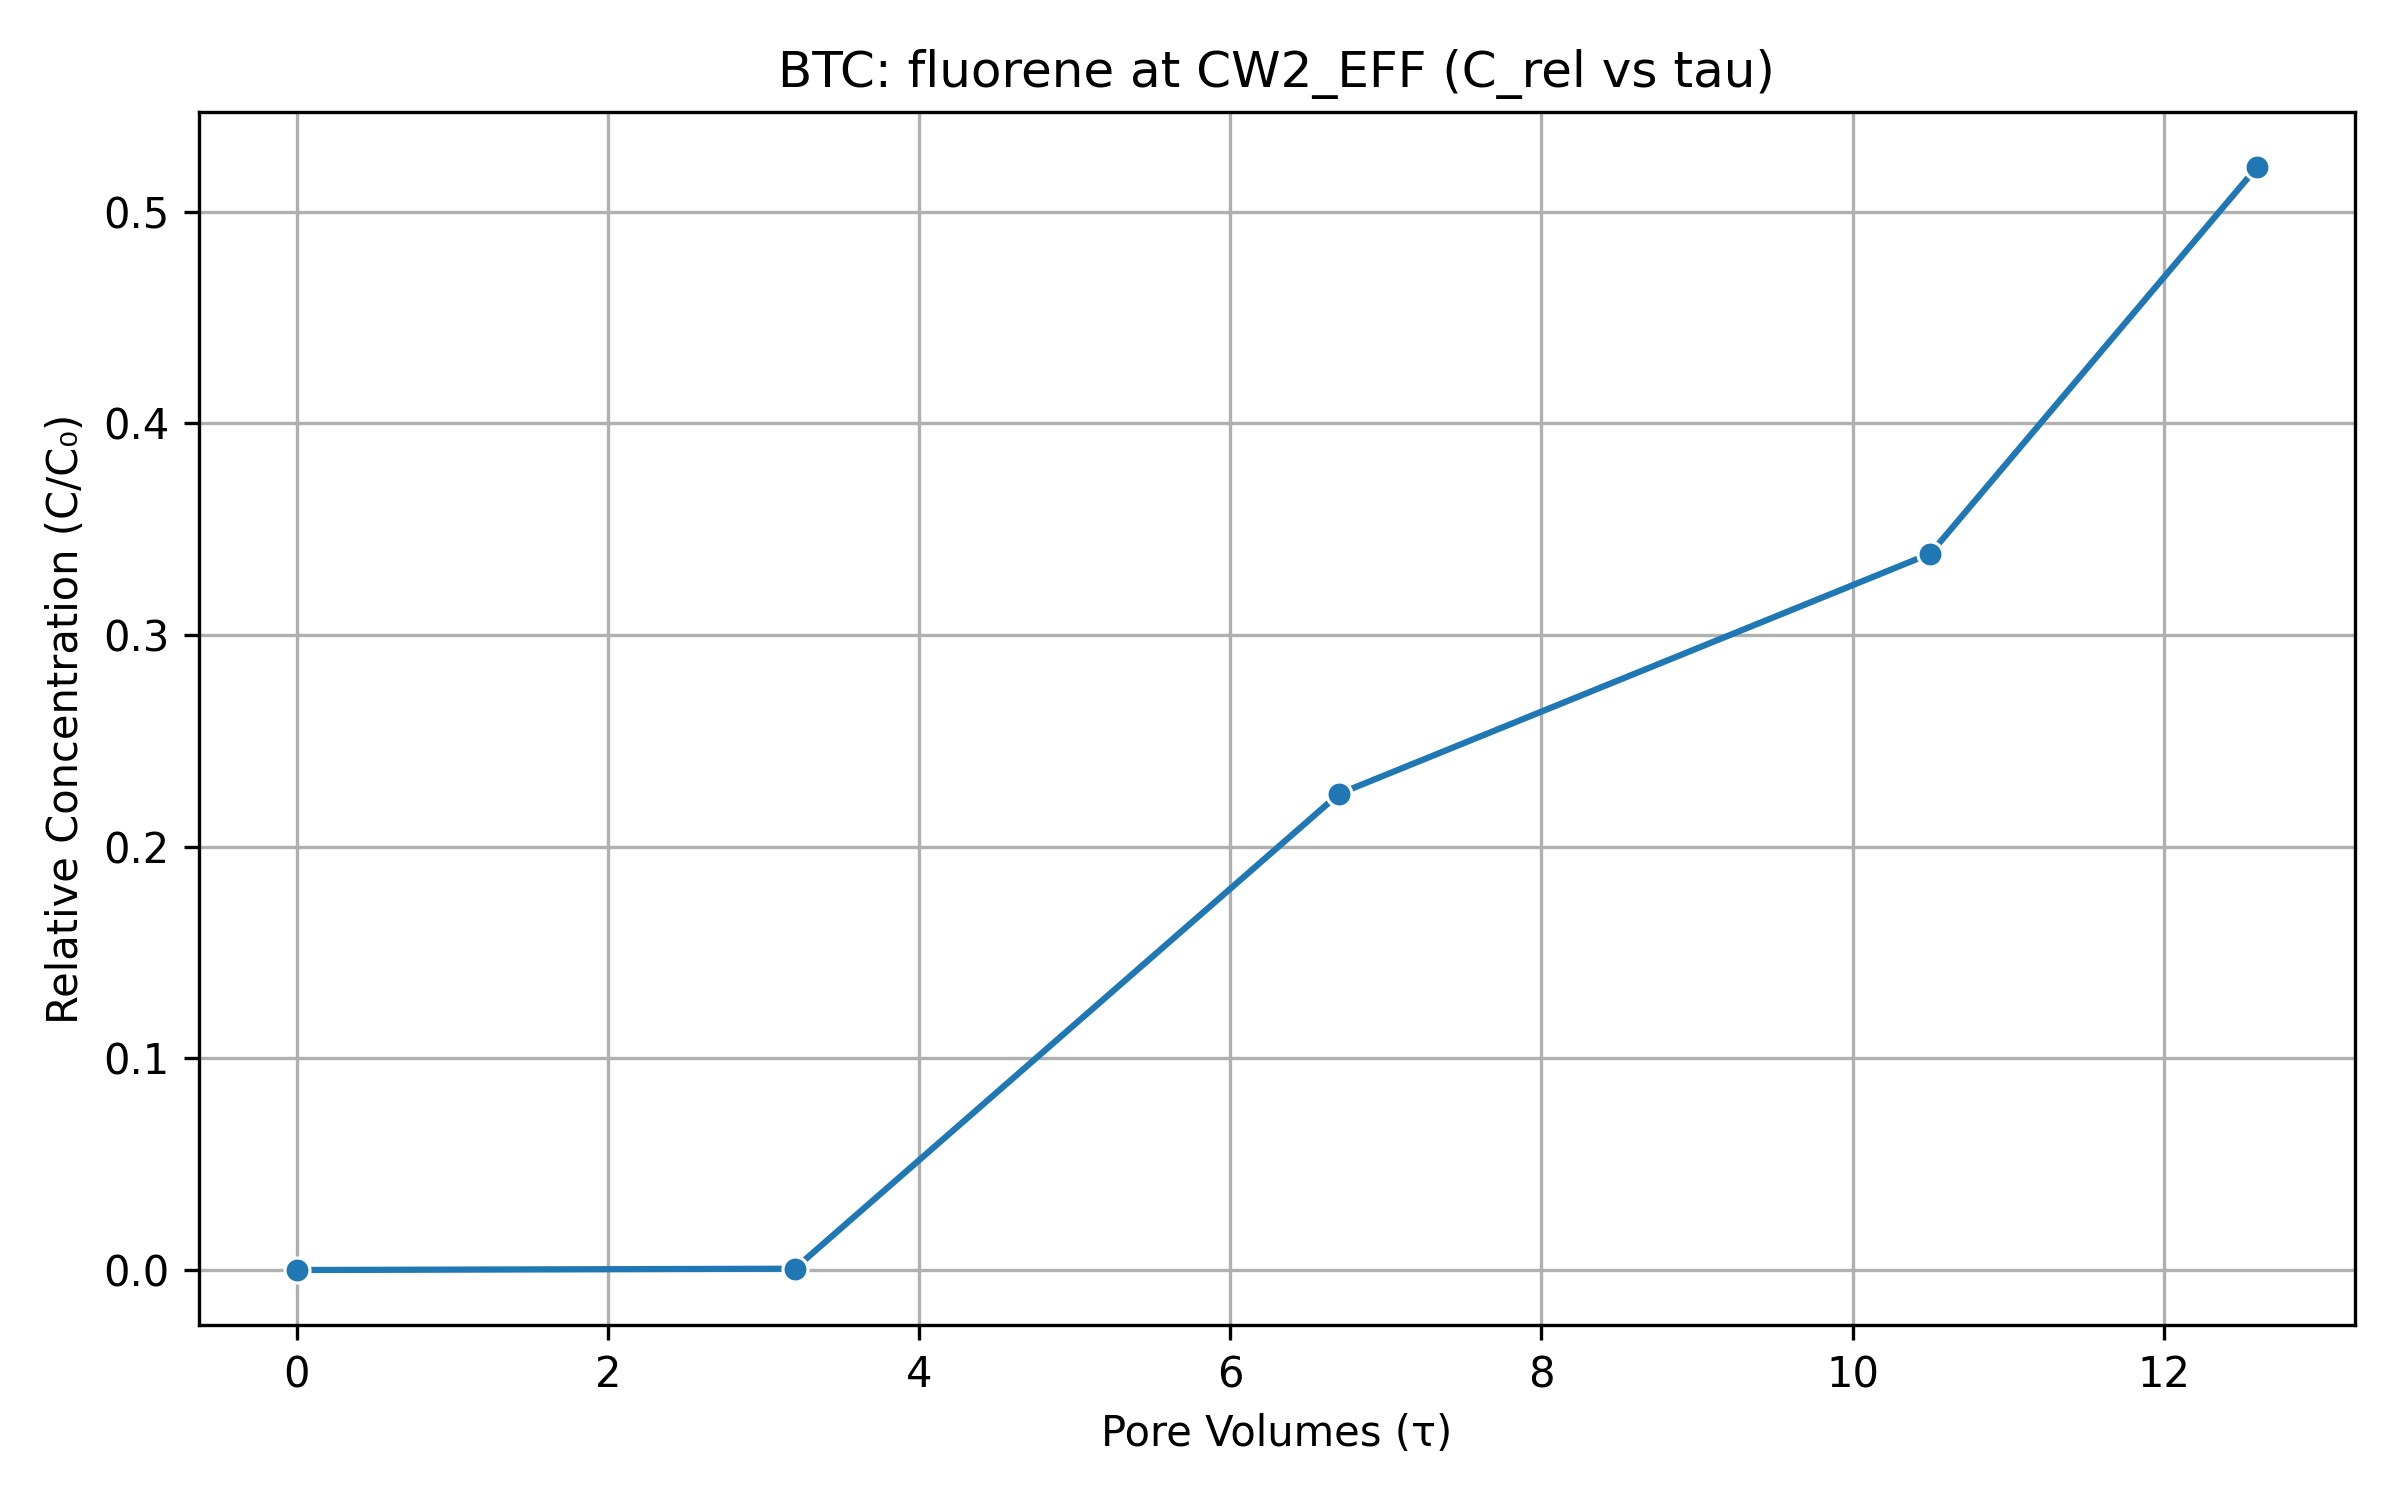 BTC: fluorene at CW2_EFF (C_rel vs tau)
Relative Concentration (C/C₀)
0.5
0.4
0.3
0.2
0.1
0.0
0 2 4 6 8 10 12
Pore Volumes (τ)